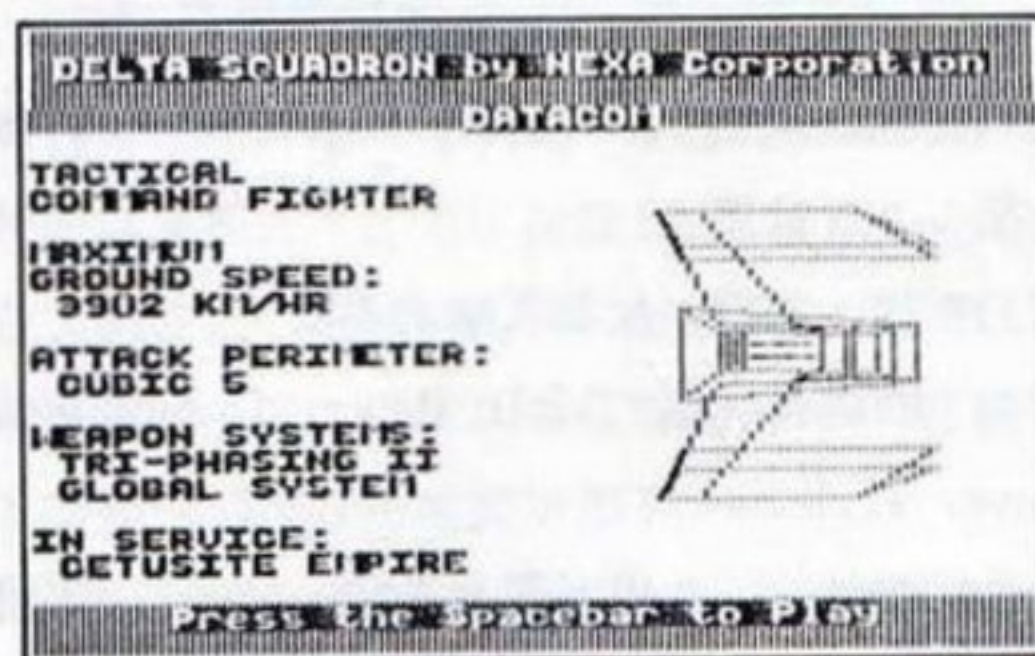 DELTA SQUADRON by NEXA Corporation
DATACOM
TACTICAL
COMMAND FIGHTER
MAXIMUM
GROUND SPEED:
3902 KM/HR
ATTACK PERIMETER:
CUBIC 5
WEAPON SYSTEMS:
TRI-PHASING II
GLOBAL SYSTEM
IN SERVICE:
CETUSITE EMPIRE
Press the Spacebar to Play